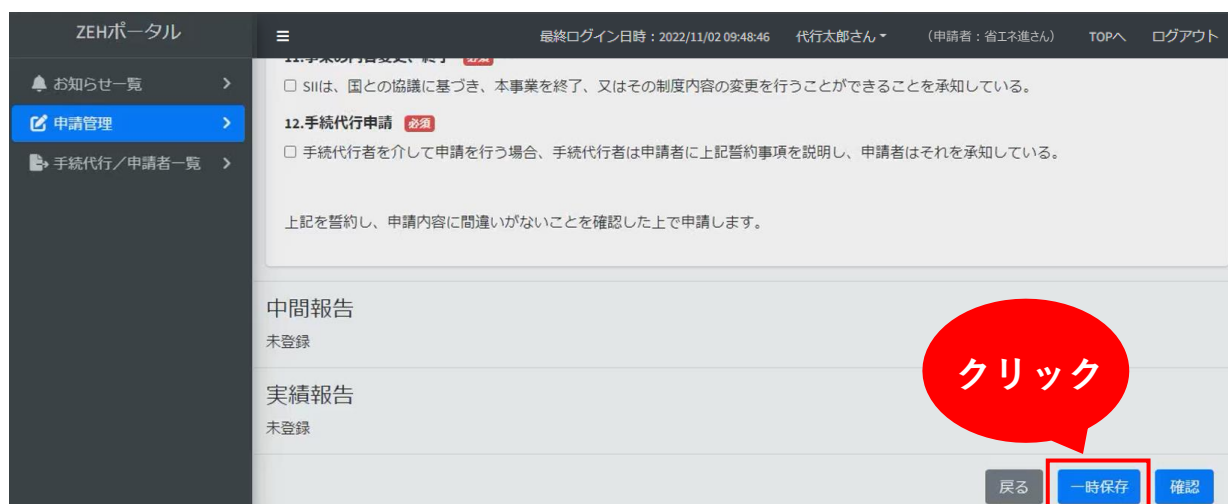 ZEHポータル
最終ログイン日時：2022/11/02 09:48:46 代行太郎さん （申請者：省エネ進さん） TOPへ ログアウト
お知らせ一覧
申請管理
手続代行／申請者一覧
11.事業の内容変更、終了 必須
SIIは、国との協議に基づき、本事業を終了、又はその制度内容の変更を行うことができることを承知している。
12.手続代行申請 必須
手続代行者を介して申請を行う場合、手続代行者は申請者に上記誓約事項を説明し、申請者はそれを承知している。
上記を誓約し、申請内容に間違いがないことを確認した上で申請します。
中間報告
未登録
実績報告
未登録
クリック
戻る 一時保存 確認